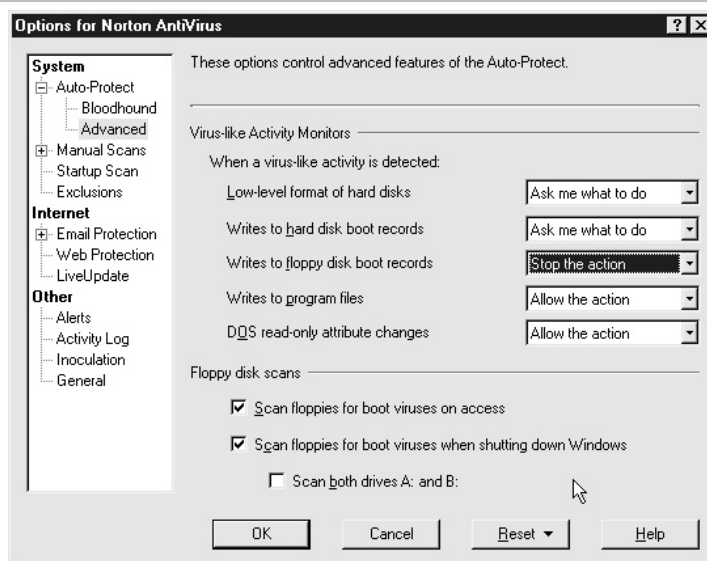 Options for Norton AntiVirus
System
Auto-Protect
Bloodhound
Advanced
Manual Scans
Startup Scan
Exclusions
Internet
Email Protection
Web Protection
LiveUpdate
Other
Alerts
Activity Log
Inoculation
General
These options control advanced features of the Auto-Protect.
Virus-like Activity Monitors
When a virus-like activity is detected:
Low-level format of hard disks Ask me what to do
Writes to hard disk boot records Ask me what to do
Writes to floppy disk boot records Stop the action
Writes to program files Allow the action
DOS read-only attribute changes Allow the action
Floppy disk scans
Scan floppies for boot viruses on access
Scan floppies for boot viruses when shutting down Windows
Scan both drives A: and B:
OK Cancel Reset Help